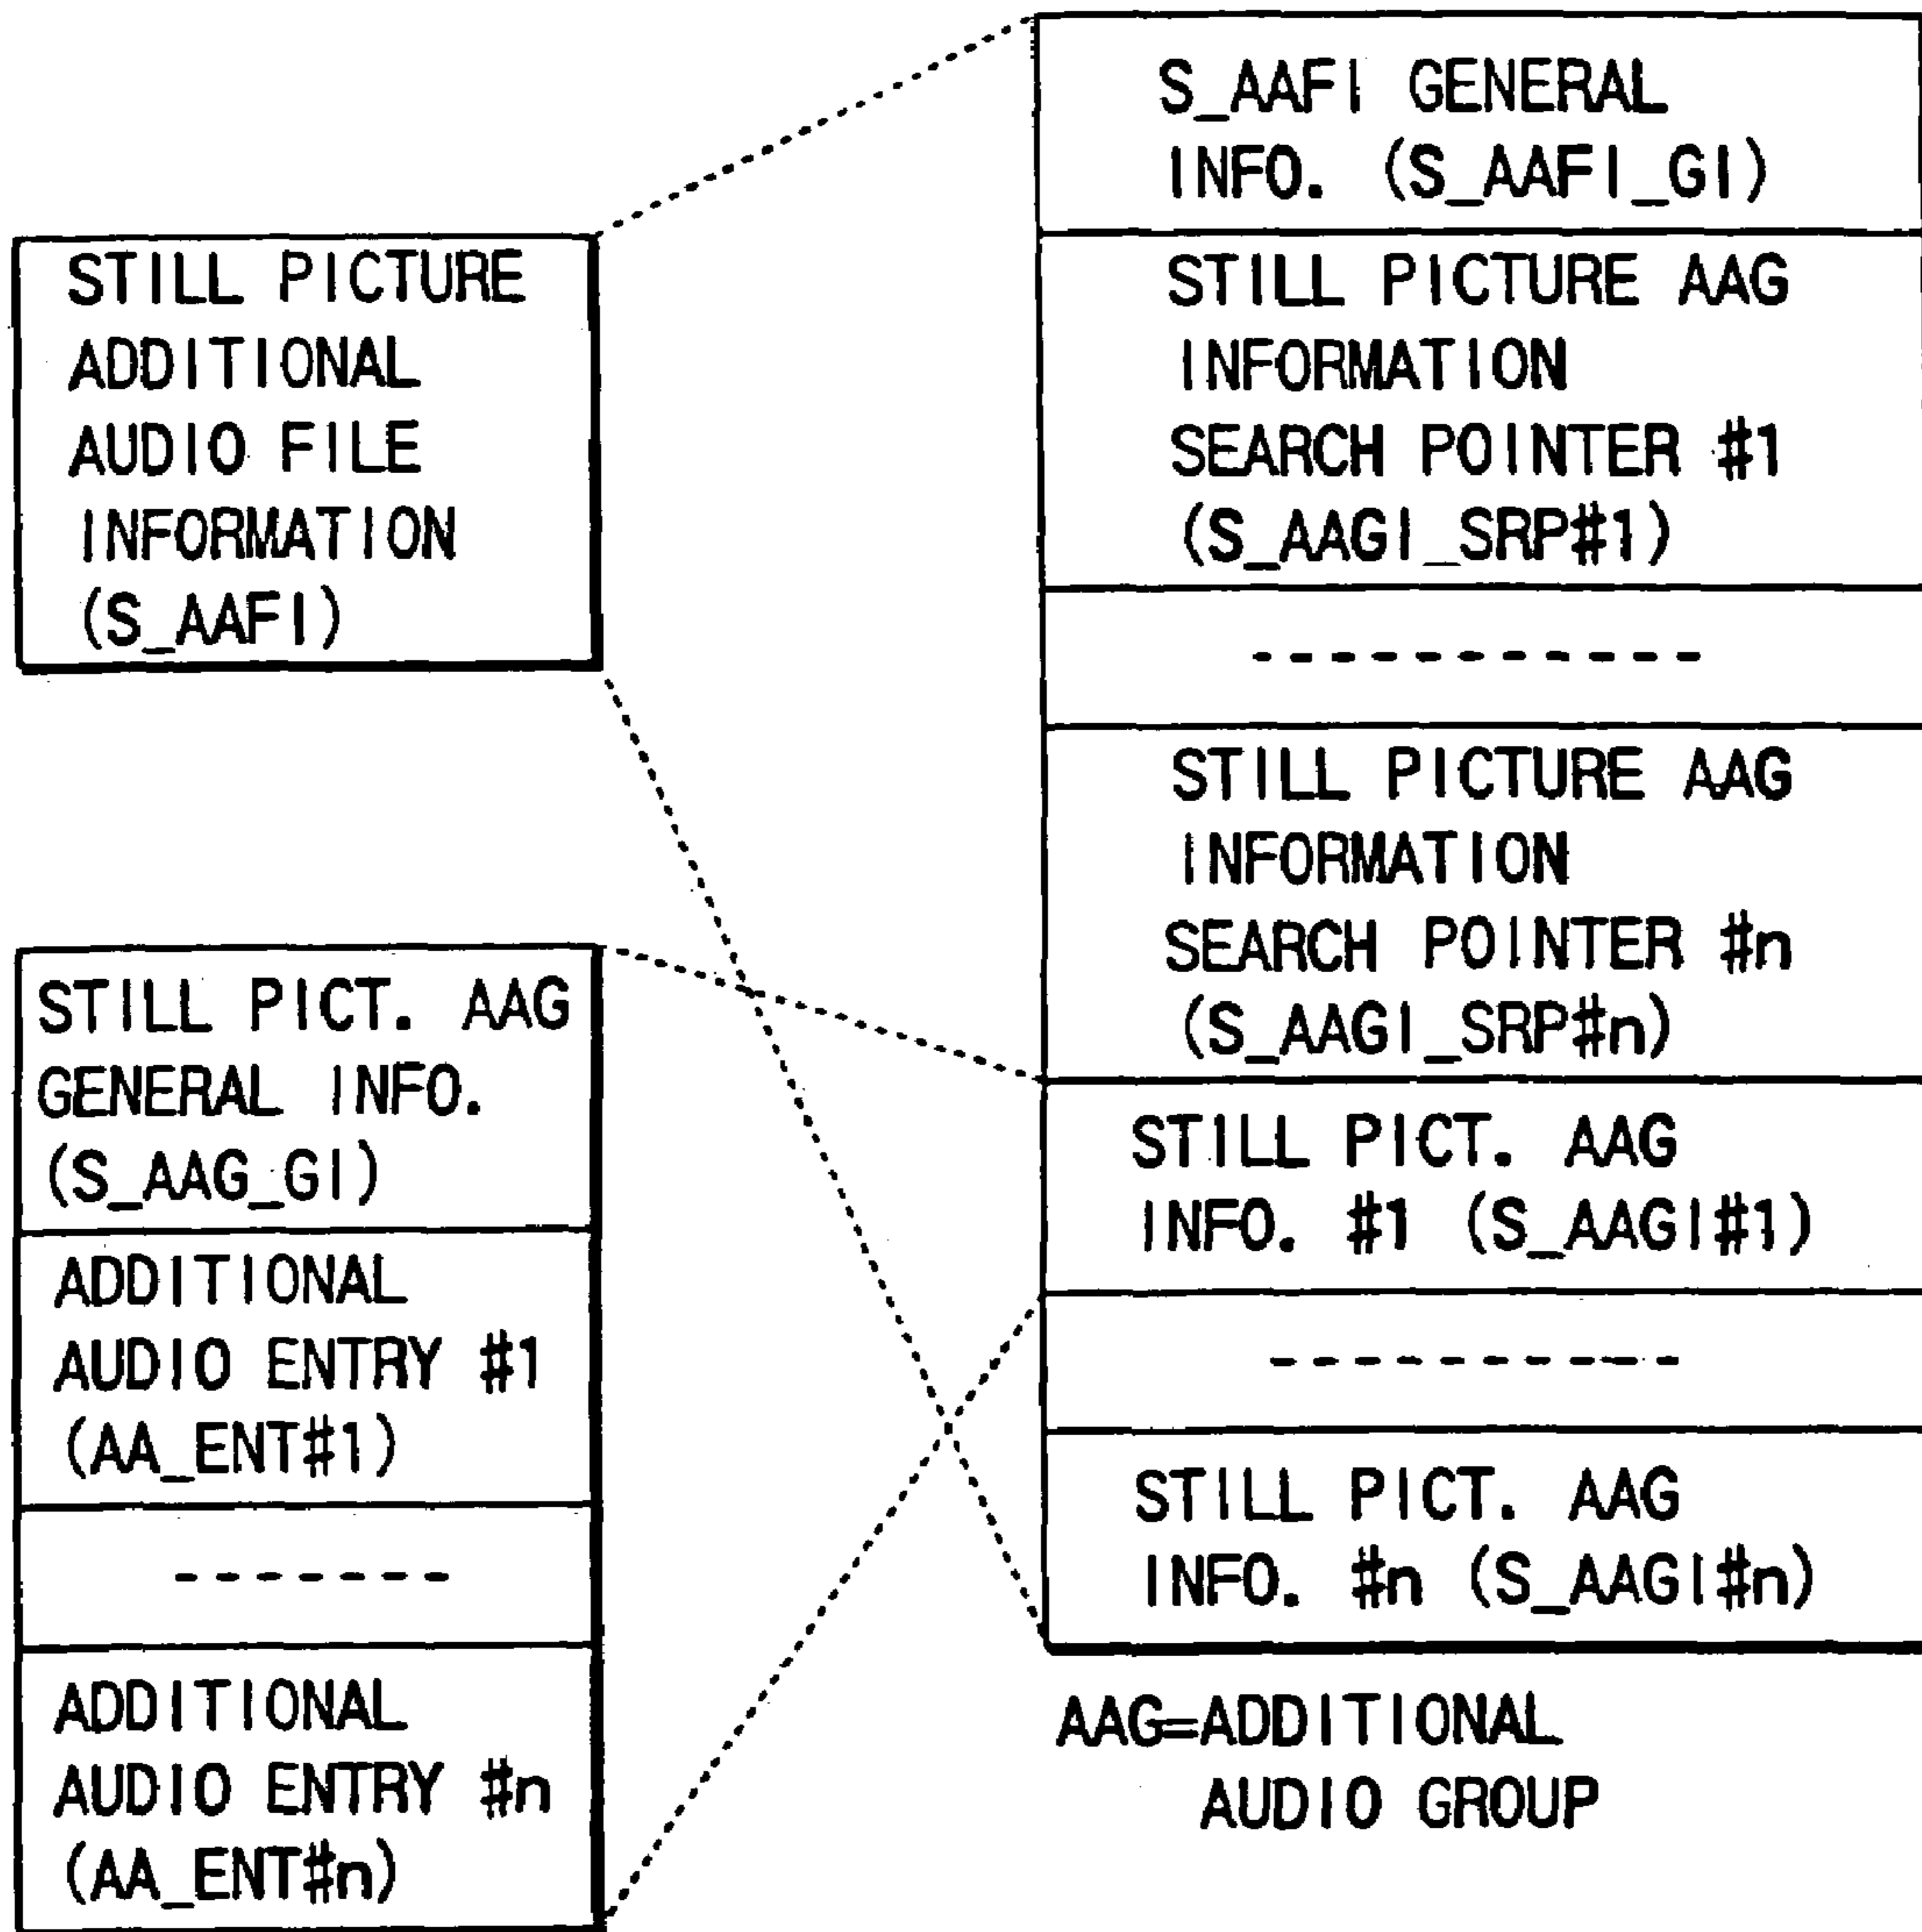 STILL PICTURE
ADDITIONAL
AUDIO FILE
INFORMATION
(S_AAFI)
S_AAFI GENERAL
INFO. (S_AAFI_GI)
STILL PICTURE AAG
INFORMATION
SEARCH POINTER #1
(S_AAGI_SRP#1)
STILL PICTURE AAG
INFORMATION
SEARCH POINTER #n
(S_AAGI_SRP#n)
STILL PICT. AAG
INFO. #1 (S_AAGI#1)
STILL PICT. AAG
INFO. #n (S_AAGI#n)
STILL PICT. AAG
GENERAL INFO.
(S_AAG_GI)
ADDITIONAL
AUDIO ENTRY #1
(AA_ENT#1)
ADDITIONAL
AUDIO ENTRY #n
(AA_ENT#n)
AAG=ADDITIONAL
AUDIO GROUP